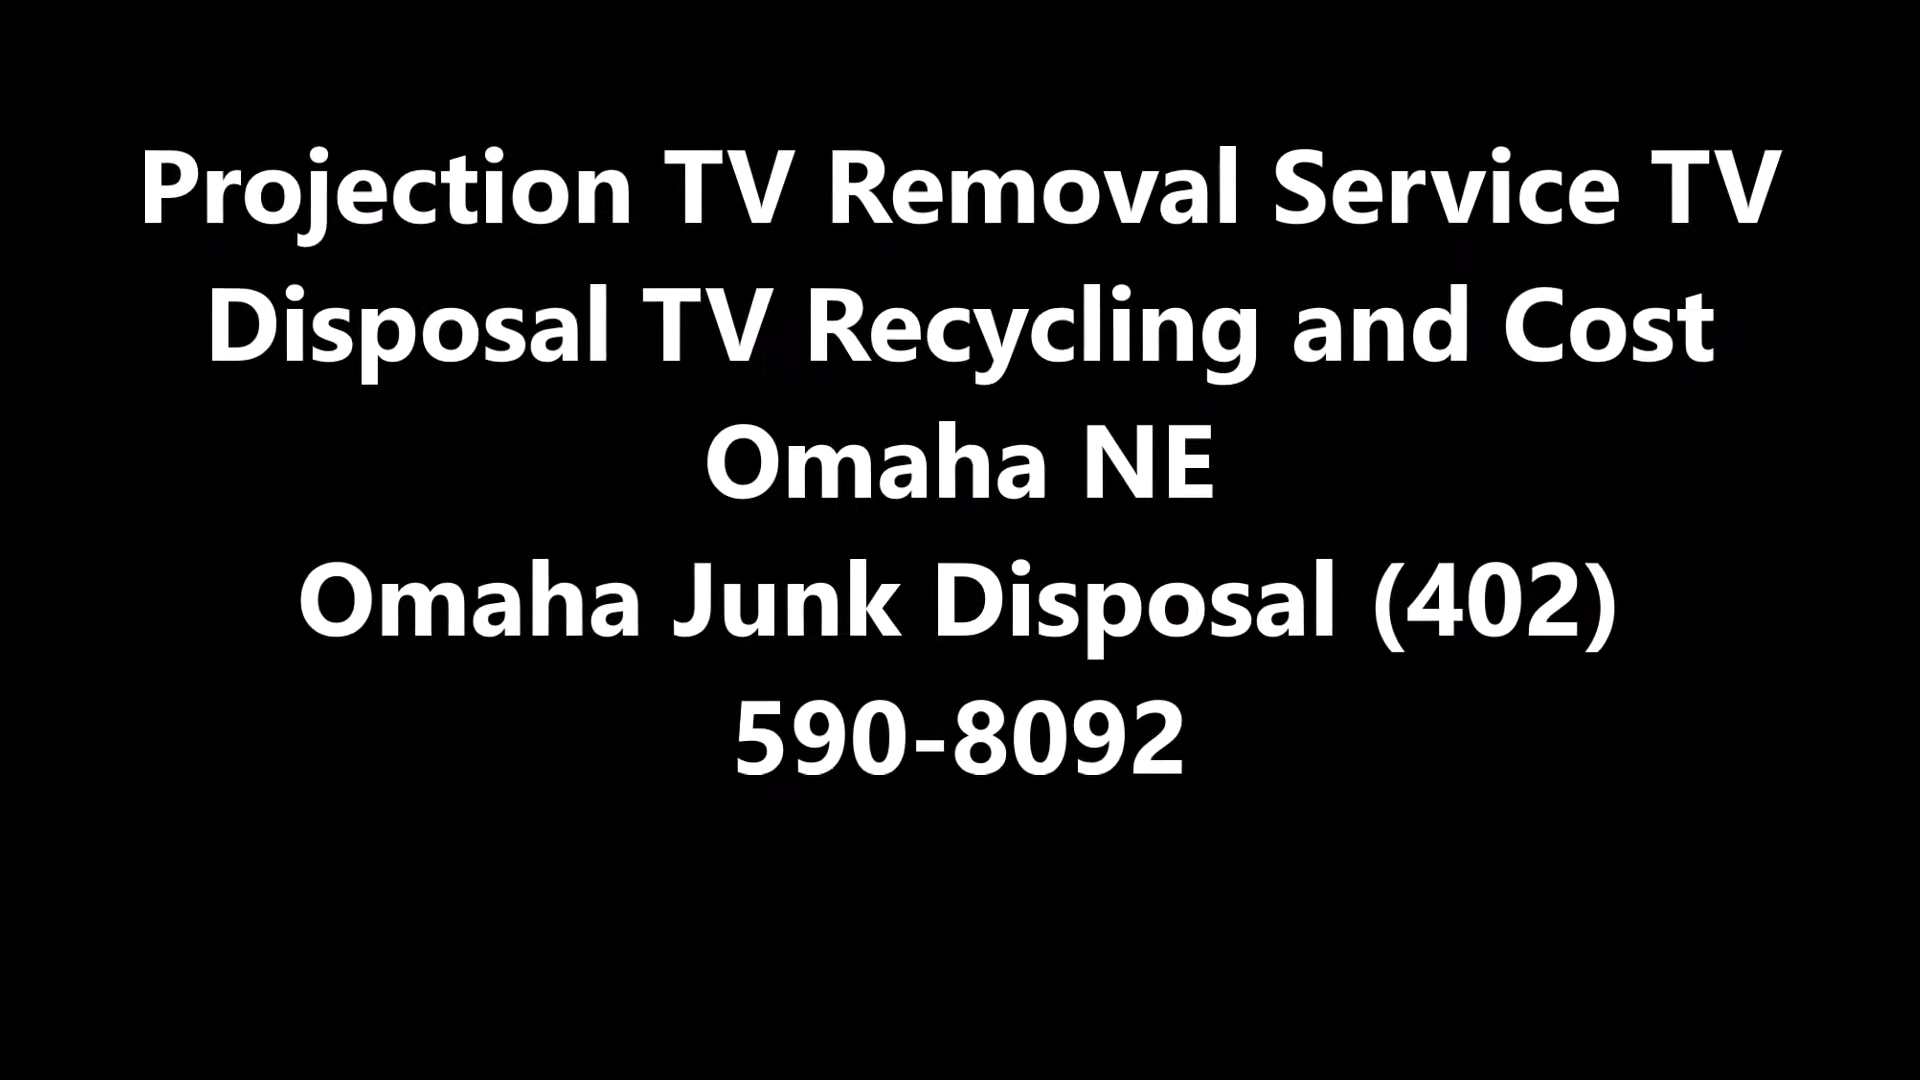 Projection TV Removal Service TV
Disposal TV Recycling and Cost
Omaha NE
Omaha Junk Disposal (402)
590-8092